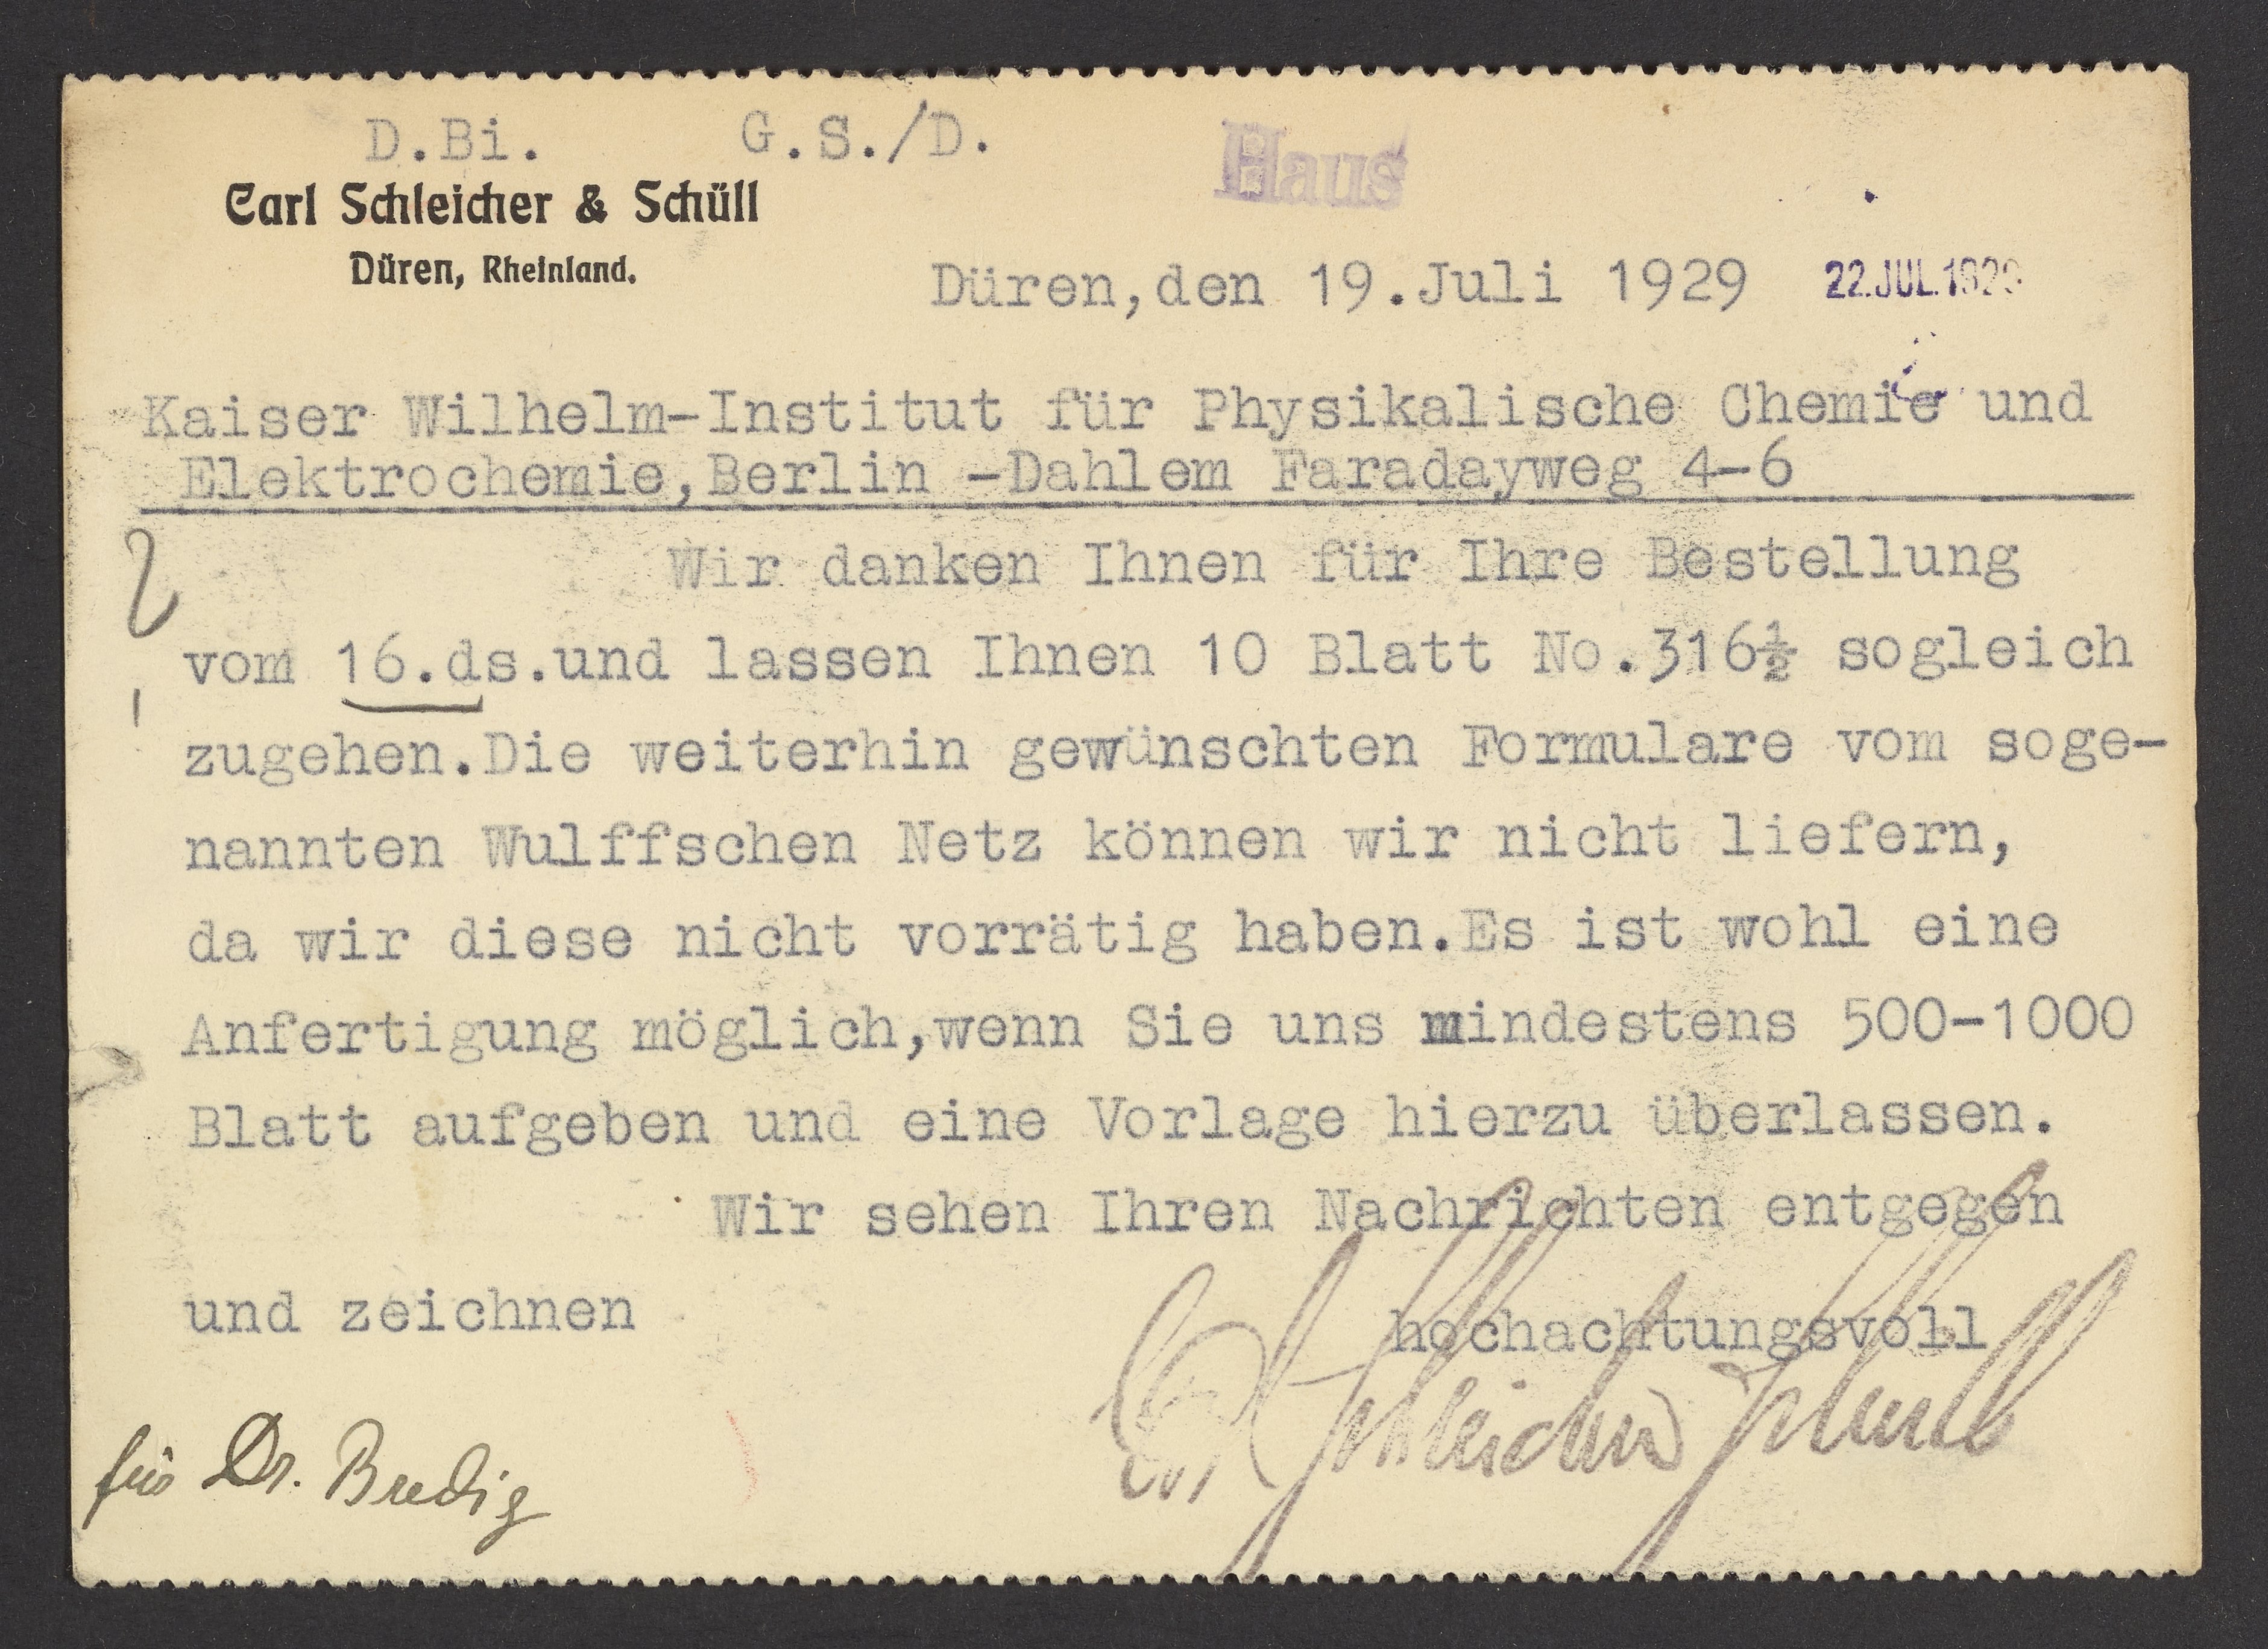 D.Bi. G.S./D.
Haus
Carl Schleicher & Schüll
Düren, Rheinland.
Düren,den 19.Juli 1929 22.JUL.1929
Kaiser Wilhelm-Institut für Physikalische Chemie und
Elektrochemie,Berlin -Dahlem Faradayweg 4-6
Wir danken Ihnen für Ihre Bestellung
vom 16.ds.und lassen Ihnen 10 Blatt No.316½ sogleich
zugehen.Die weiterhin gewünschten Formulare vom soge-
nannten Wulffschen Netz können wir nicht liefern,
da wir diese nicht vorrätig haben.Es ist wohl eine
Anfertigung möglich,wenn Sie uns mindestens 500-1000
Blatt aufgeben und eine Vorlage hierzu überlassen.
Wir sehen Ihren Nachrichten entgegen
und zeichnen
hochachtungsvoll
Carl Schleicher & Schüll
für Dr. Bredig